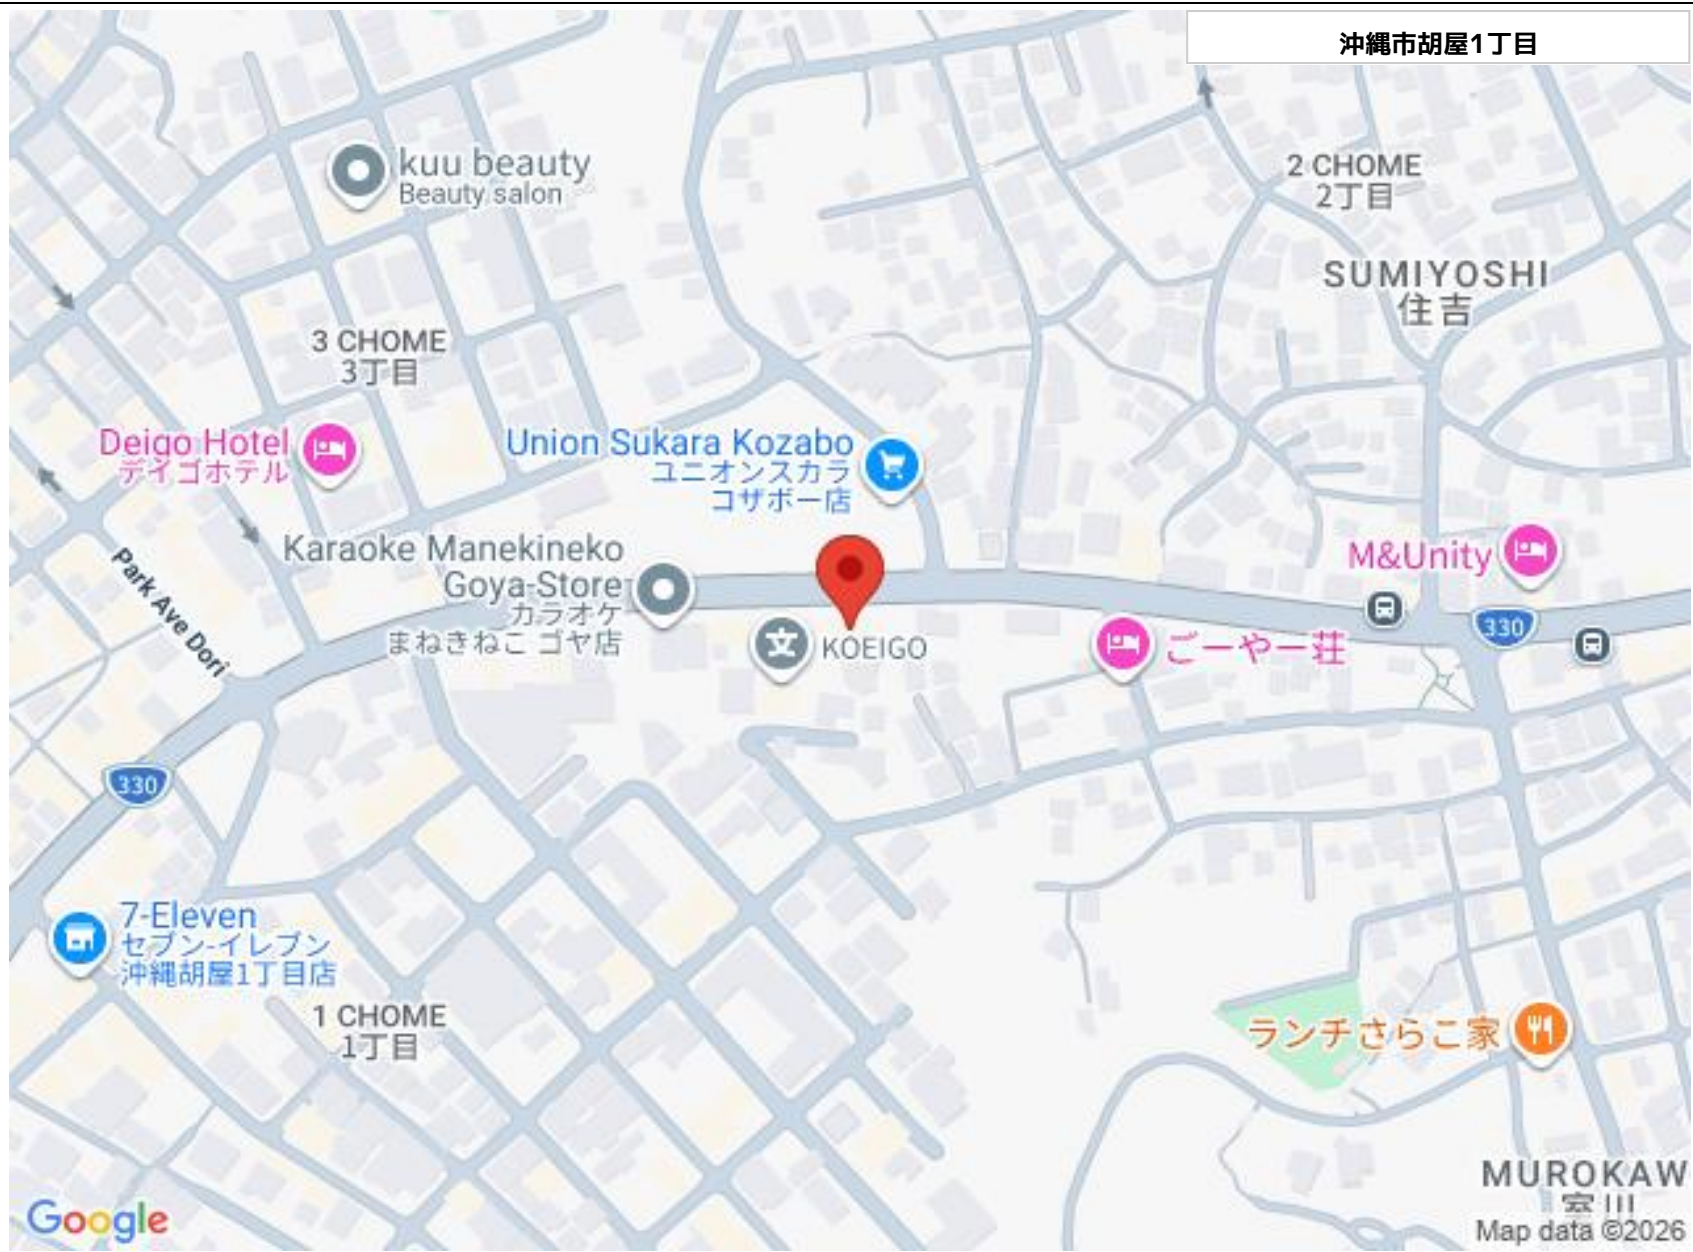 沖縄市胡屋1丁目
kuu beauty
Beauty salon
2 CHOME
2丁目
SUMIYOSHI
住吉
3 CHOME
3丁目
Deigo Hotel
デイゴホテル
Union Sukara Kozabo
ユニオンスカラ
コザボー店
Karaoke Manekineko
Goya-Store
カラオケ
まねきねこ ゴヤ店
Park Ave Dori
M&Unity
330
KOEIGO
ごーやー荘
330
7-Eleven
セブン-イレブン
沖縄胡屋1丁目店
1 CHOME
1丁目
ランチさらこ家
MUROKAW
室川
Google
Map data ©2026